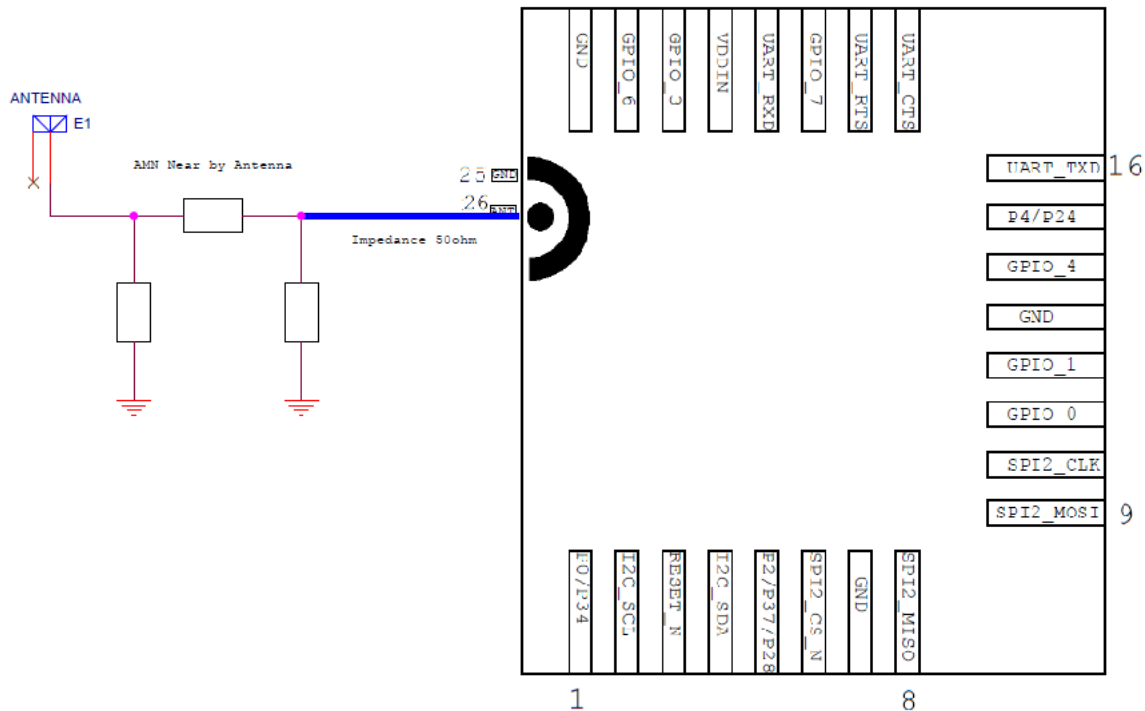 GND
GPIO_6
GPIO_3
VDDIN
UART_RXD
GPIO_7
UART_RTS
UART_CTS
ANTENNA
E1
AMN Near by Antenna
25 GND
26 ANT
Impedance 50ohm
UART_TXD 16
P4/P24
GPIO_4
GND
GPIO_1
GPIO 0
SPI2_CLK
SPI2_MOSI 9
P0/P34
I2C_SCL
RESET_N
I2C_SDA
P2/P37/P28
SPI2_CS_N
GND
SPI2_MISO
1
8